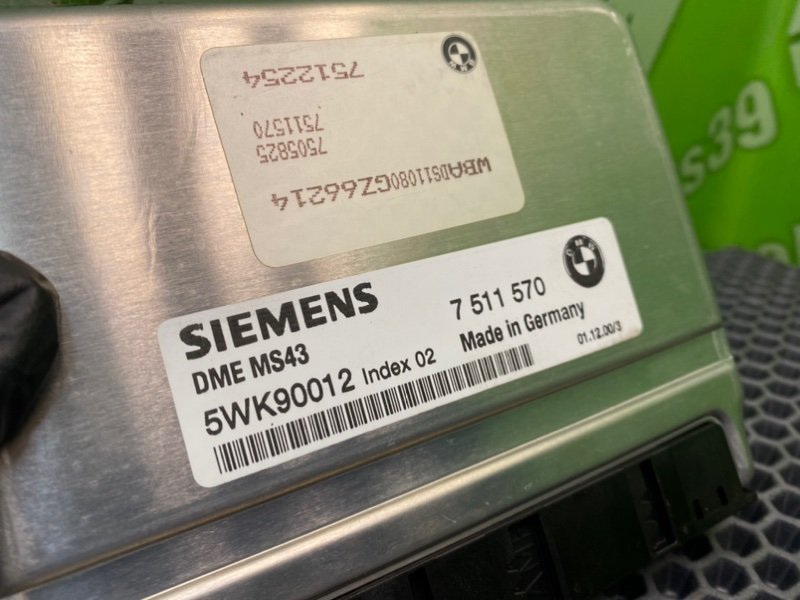 7512254
7511570
7505825
WBADS11080GZ66214
SIEMENS
7 511 570
DME MS43
Made in Germany
5WK90012 Index 02
01.12.00/3
s39